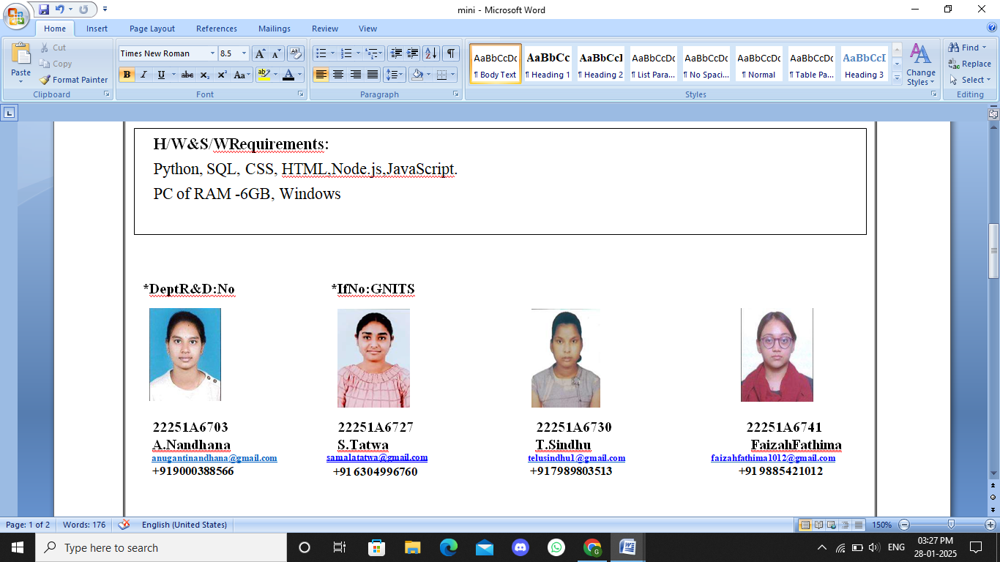 mini - Microsoft Word
Home Insert Page Layout References Mailings Review View
Paste
Cut
Copy
Format Painter
Clipboard
Times New Roman 8.5
Font
Paragraph
AaBbCcDc AaBbCc AaBbCcI AaBbCcDc AaBbCcDc AaBbCcDc AaBbCcDc AaBbCcI
¶ Body Text ¶ Heading 1 ¶ Heading 2 ¶ List Para... ¶ No Spaci... ¶ Normal ¶ Table Pa... Heading 3
Styles
Change Styles
Find
Replace
Select
Editing
H/W&S/WRequirements:
Python, SQL, CSS, HTML,Node.js,JavaScript.
PC of RAM -6GB, Windows
*DeptR&D:No *IfNo:GNITS
22251A6703 22251A6727 22251A6730 22251A6741
A.Nandhana S.Tatwa T.Sindhu FaizahFathima
anugantinandhana@gmail.com samalatatwa@gmail.com telusindhu1@gmail.com faizahfathima1012@gmail.com
+919000388566 +916304996760 +917989803513 +919885421012
Page: 1 of 2 Words: 176 English (United States) 150%
Type here to search
ENG
03:27 PM
28-01-2025